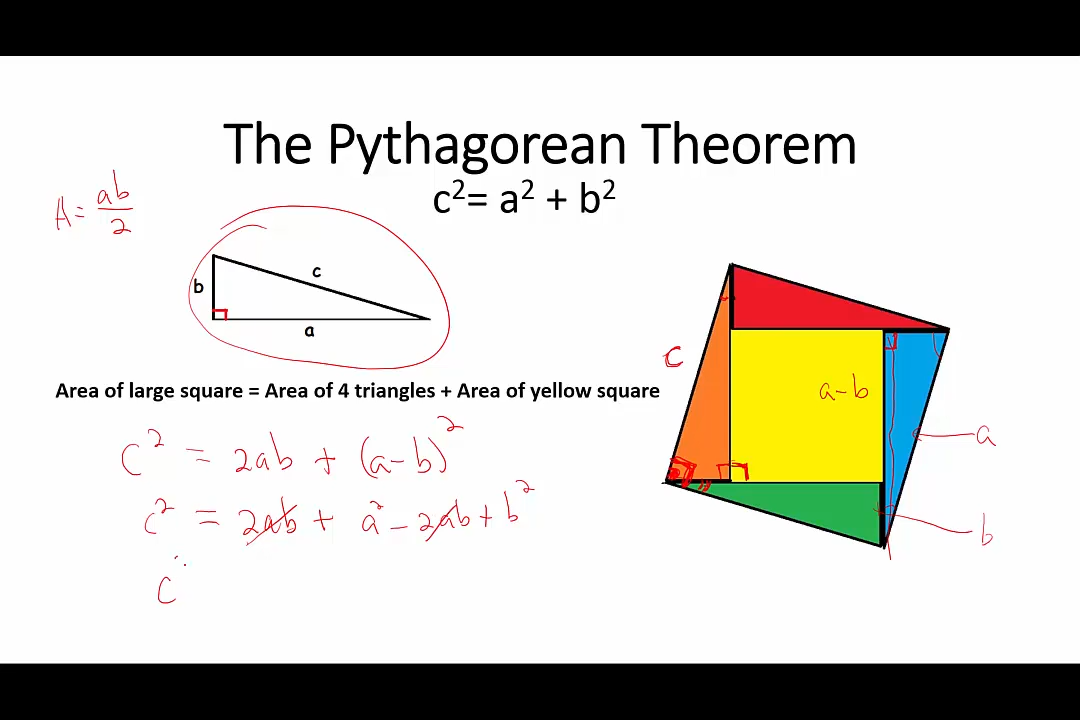 The Pythagorean Theorem
c²= a² + b²
A= ab/2
b
c
a
Area of large square = Area of 4 triangles + Area of yellow square
c² = 2ab + (a-b)²
c² = 2ab + a² - 2ab + b²
c
c
a-b
a
b